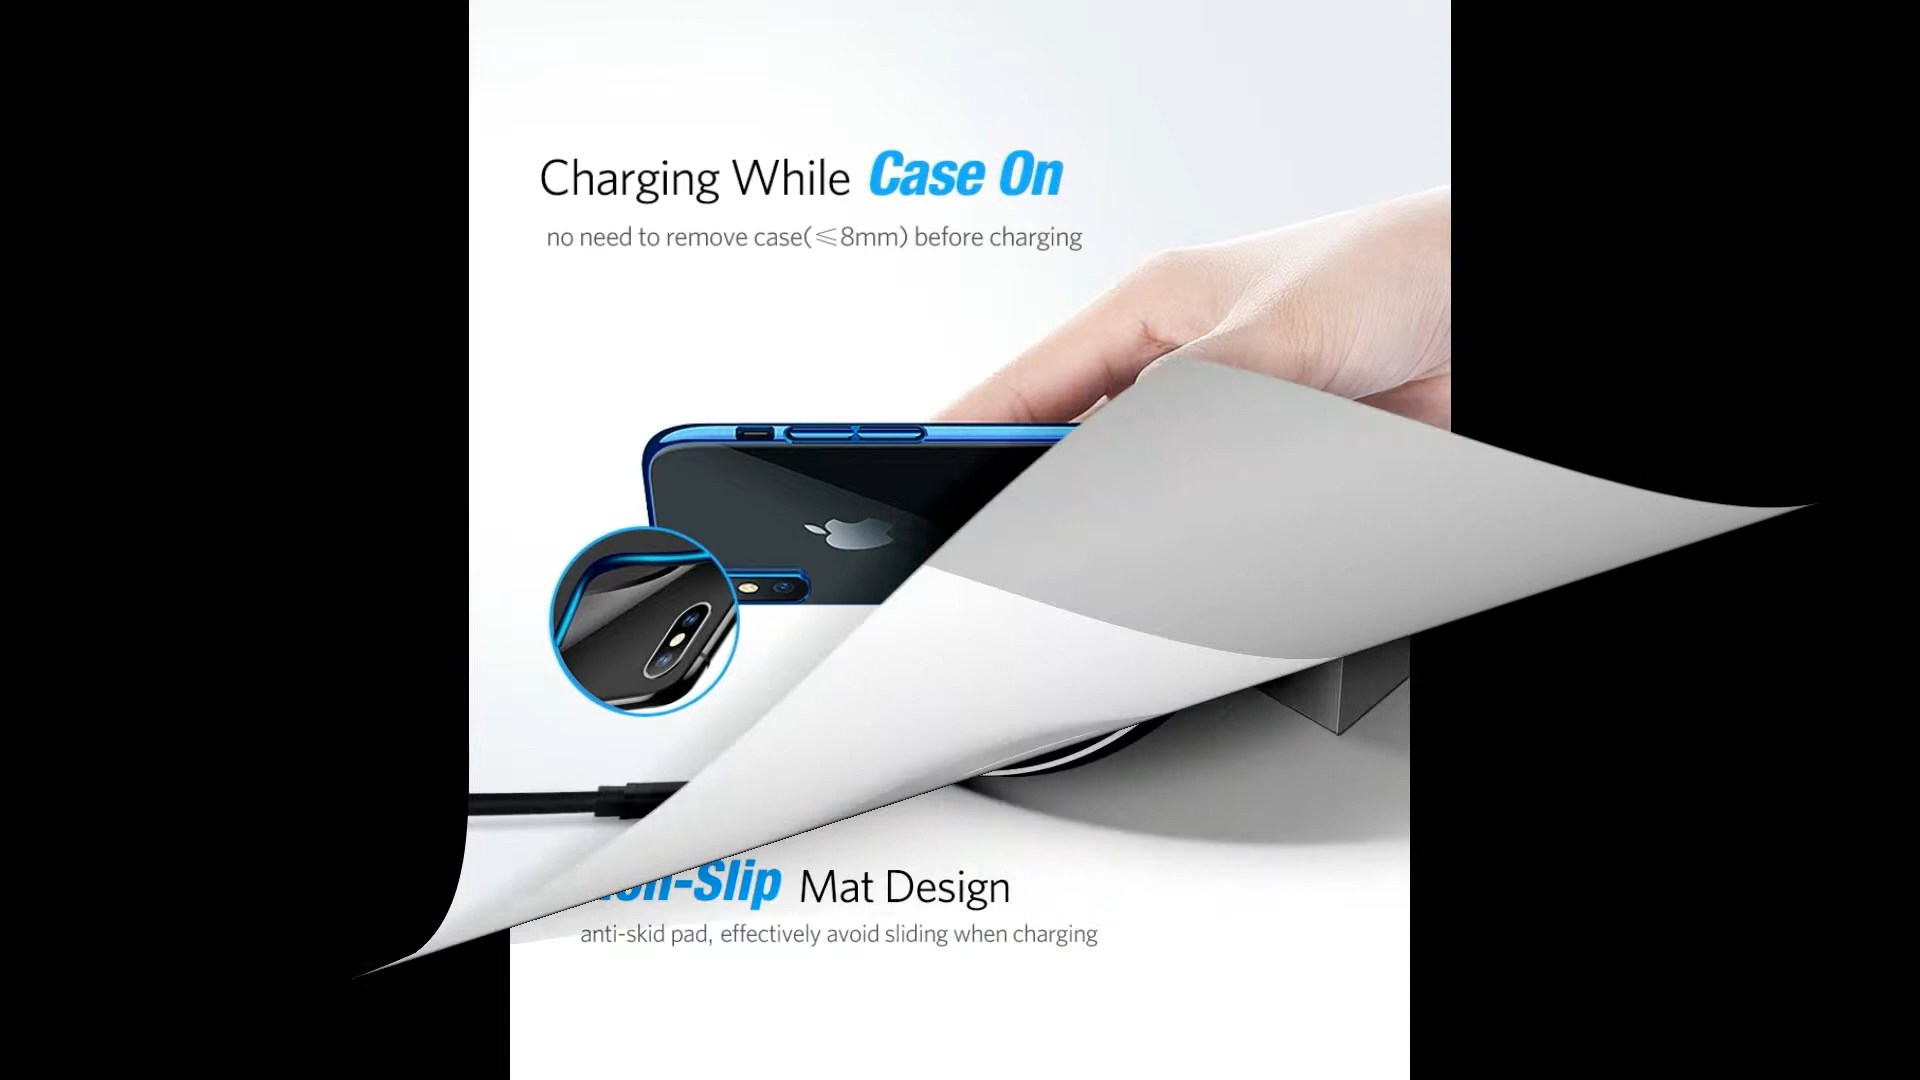 Charging While Case On
no need to remove case(≤8mm) before charging
-Slip Mat Design
anti-skid pad, effectively avoid sliding when charging